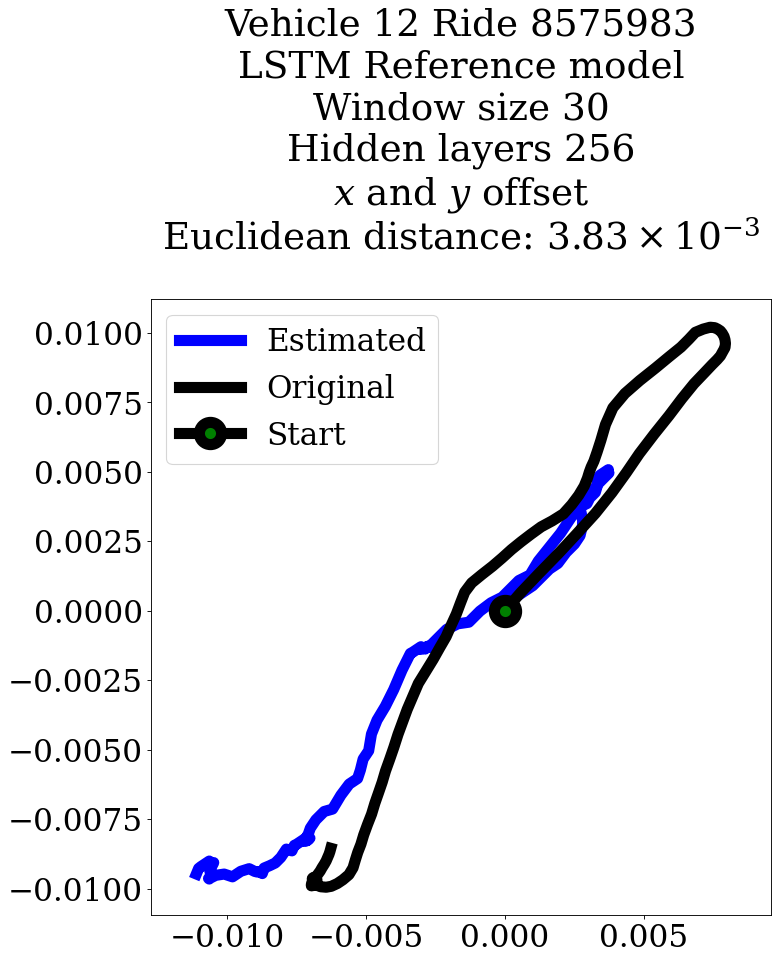 Vehicle 12 Ride 8575983
LSTM Reference model
Window size 30
Hidden layers 256
x and y offset
Euclidean distance: 3.83 × 10⁻³
Estimated
Original
Start
0.0100
0.0075
0.0050
0.0025
0.0000
−0.0025
−0.0050
−0.0075
−0.0100
−0.010 −0.005 0.000 0.005